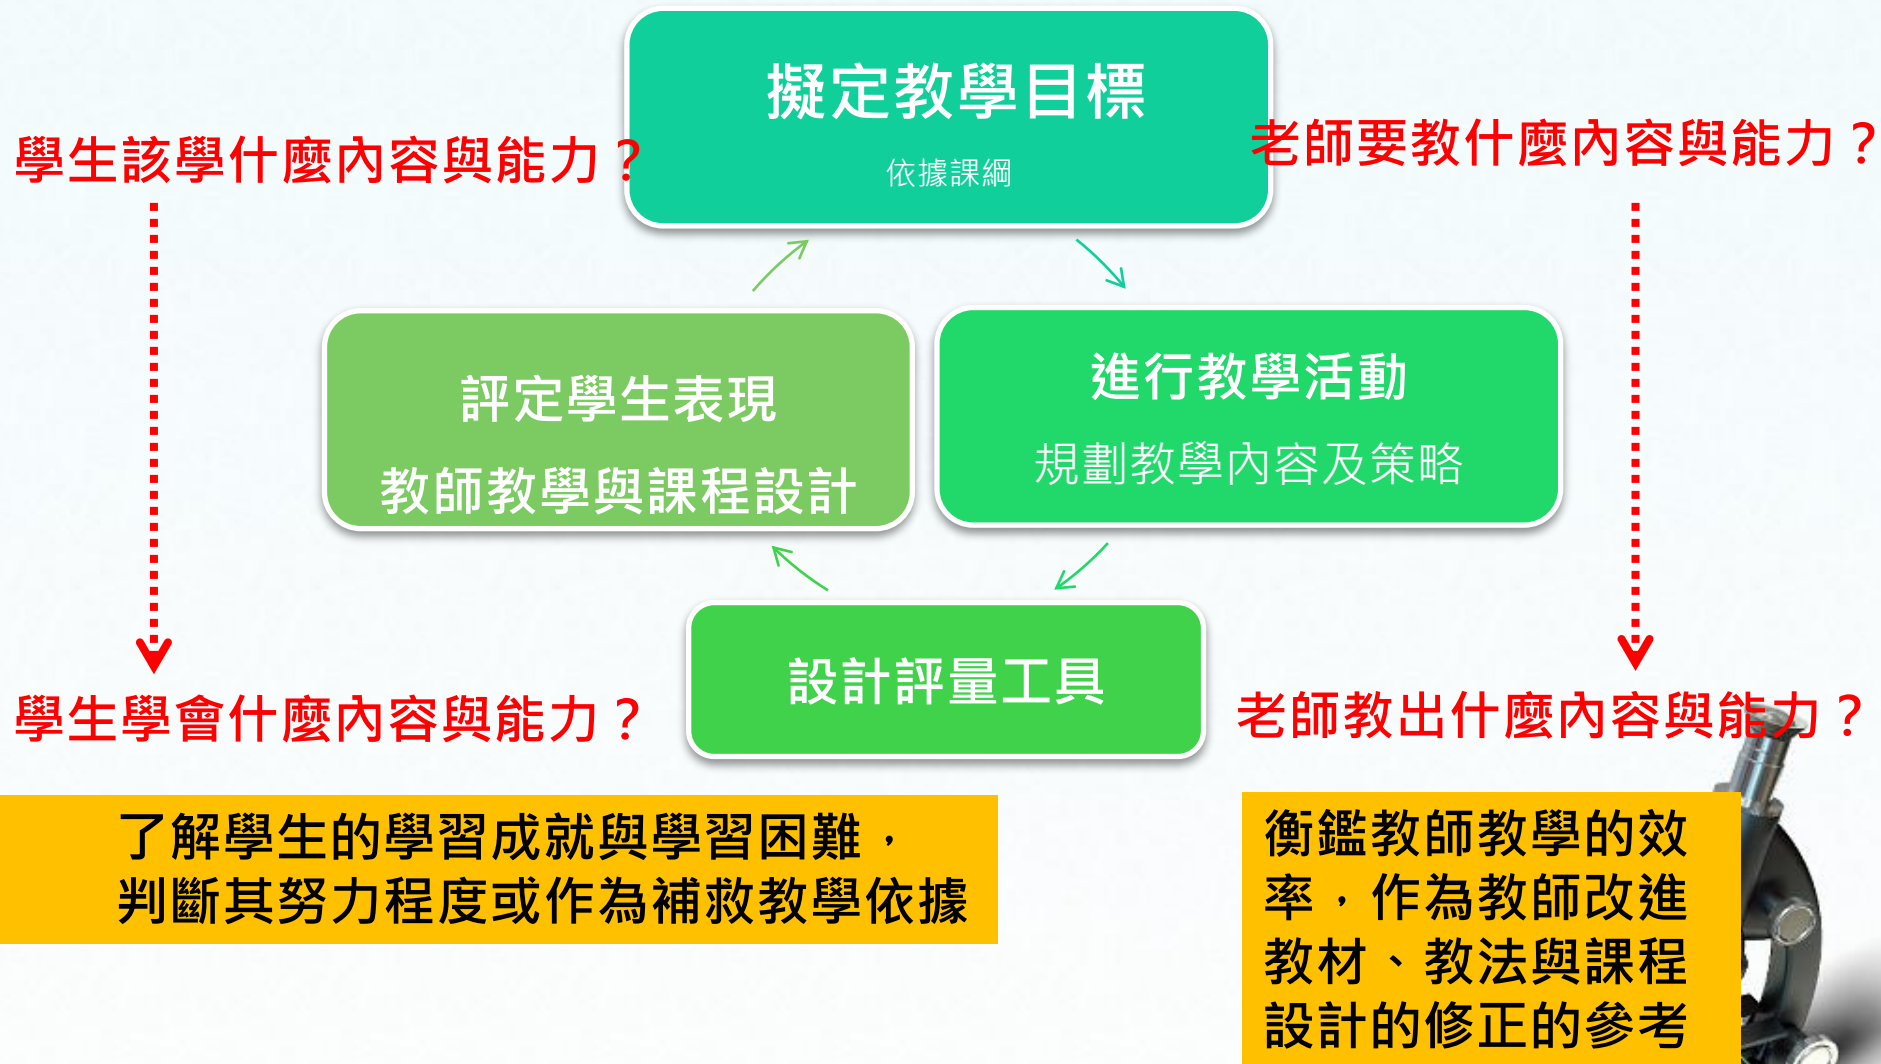 擬定教學目標
依據課綱
學生該學什麼內容與能力？
老師要教什麼內容與能力？
評定學生表現
教師教學與課程設計
進行教學活動
規劃教學內容及策略
設計評量工具
學生學會什麼內容與能力？
老師教出什麼內容與能力？
了解學生的學習成就與學習困難，
判斷其努力程度或作為補救教學依據
衡鑑教師教學的效
率，作為教師改進
教材、教法與課程
設計的修正的參考